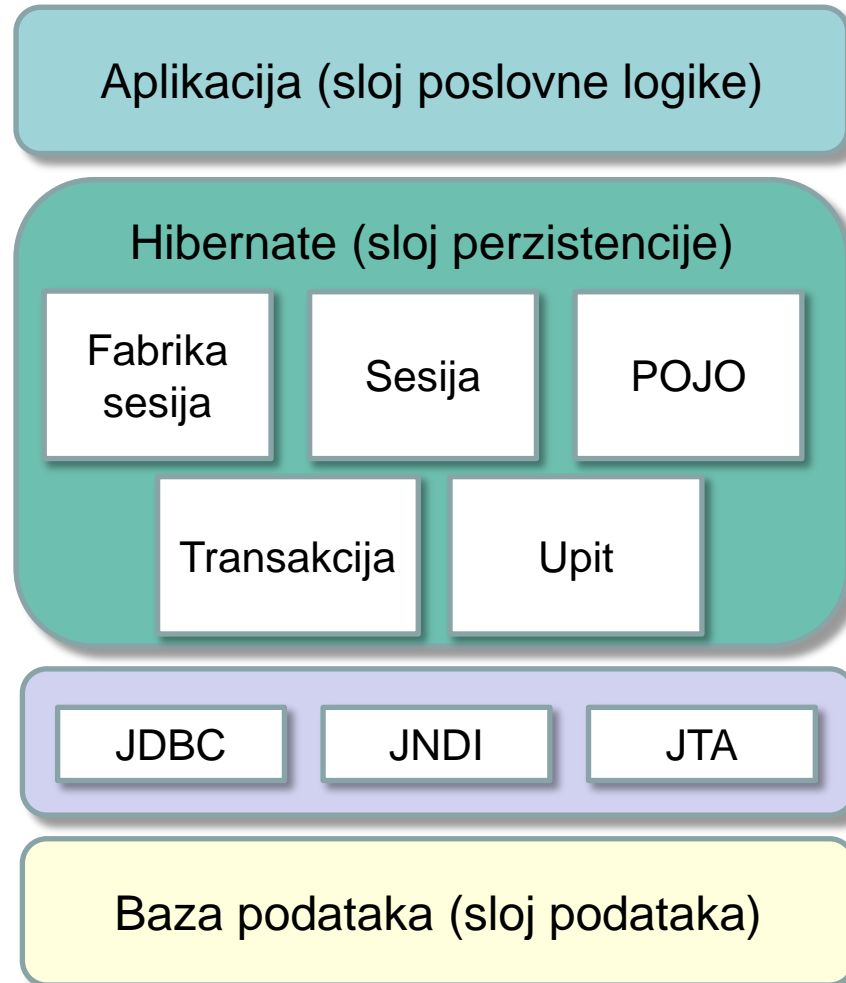 Aplikacija (sloj poslovne logike)
Hibernate (sloj perzistencije)
Fabrika
sesija
Sesija
POJO
Transakcija
Upit
JDBC
JNDI
JTA
Baza podataka (sloj podataka)